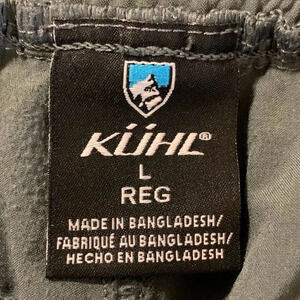 KÜHL®
L
REG
MADE IN BANGLADESH/
FABRIQUÉ AU BANGLADESH/
HECHO EN BANGLADESH